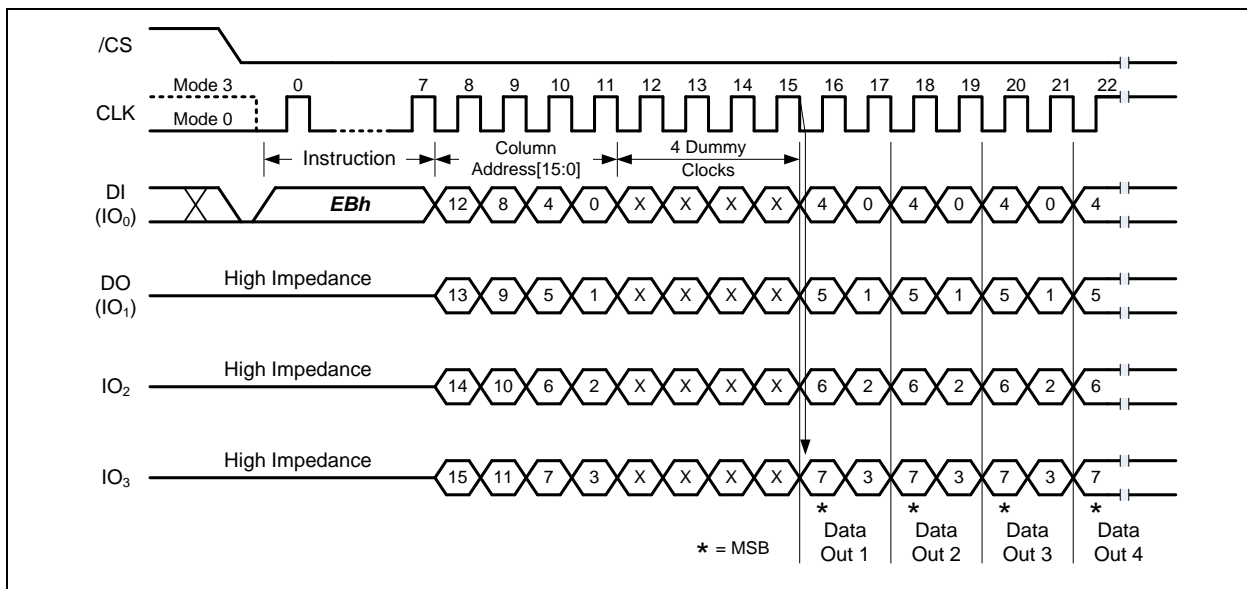 /CS
Mode 3 0 7 8 9 10 11 12 13 14 15 16 17 18 19 20 21 22
CLK
Mode 0
Instruction
Column
Address[15:0]
4 Dummy
Clocks
DI
(IO0)
EBh 12 8 4 0 X X X X 4 0 4 0 4 0 4
High Impedance
DO
(IO1)
13 9 5 1 X X X X 5 1 5 1 5 1 5
High Impedance
IO2 14 10 6 2 X X X X 6 2 6 2 6 2 6
High Impedance
IO3 15 11 7 3 X X X X 7 3 7 3 7 3 7
* * * *
* = MSB
Data
Out 1
Data
Out 2
Data
Out 3
Data
Out 4